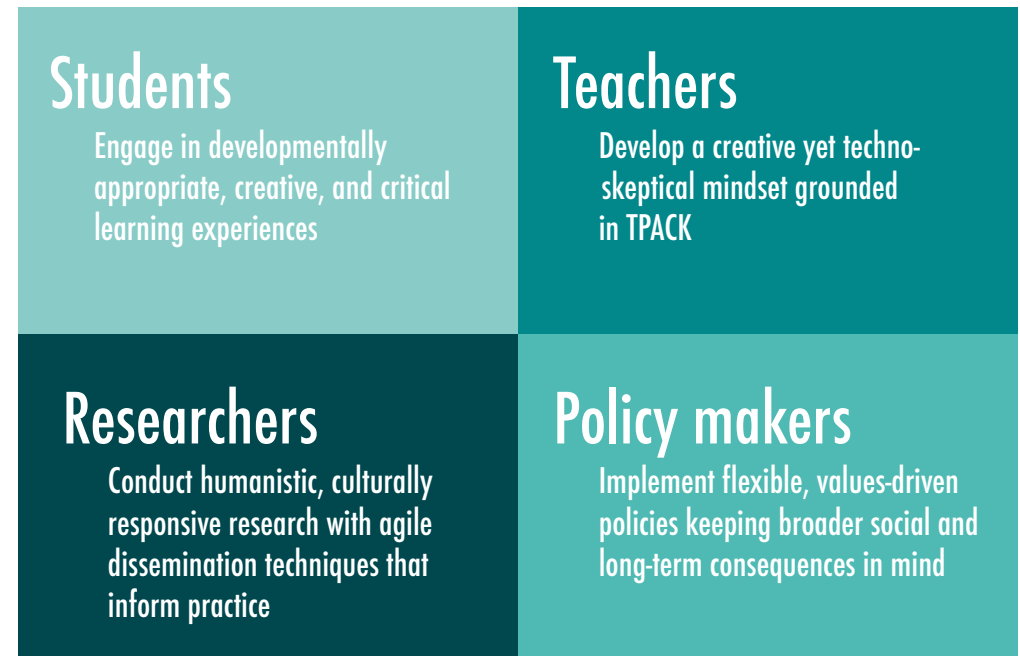 Students
Engage in developmentally
appropriate, creative, and critical
learning experiences
Teachers
Develop a creative yet techno-
skeptical mindset grounded
in TPACK
Researchers
Conduct humanistic, culturally
responsive research with agile
dissemination techniques that
inform practice
Policy makers
Implement flexible, values-driven
policies keeping broader social and
long-term consequences in mind